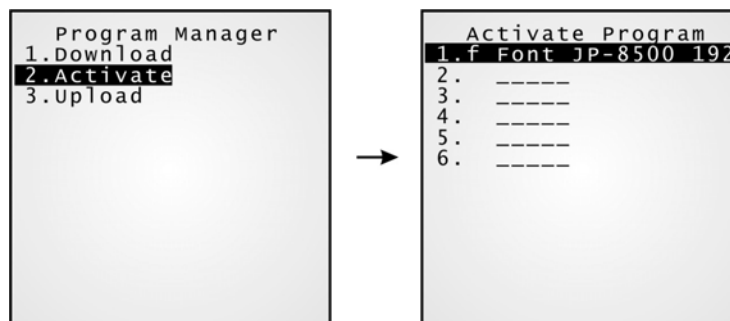 Program Manager
1.Download
2.Activate
3.Upload
Activate Program
1.f Font JP-8500 192
2. _____
3. _____
4. _____
5. _____
6. _____